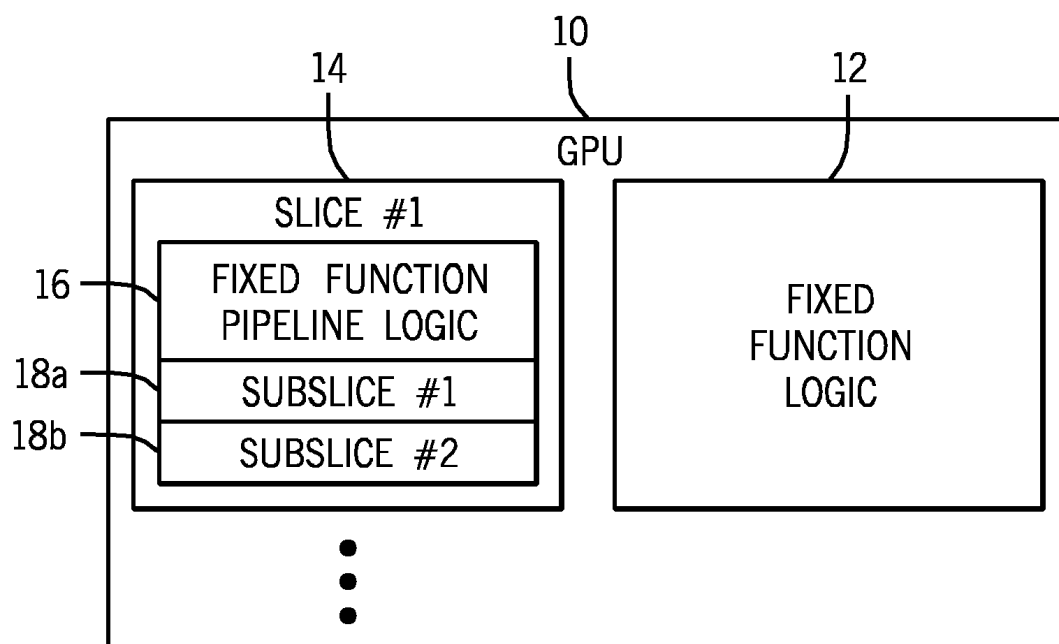 10
14
12
GPU
SLICE #1
16
FIXED FUNCTION
PIPELINE LOGIC
FIXED
FUNCTION
LOGIC
18a
SUBSLICE #1
18b
SUBSLICE #2